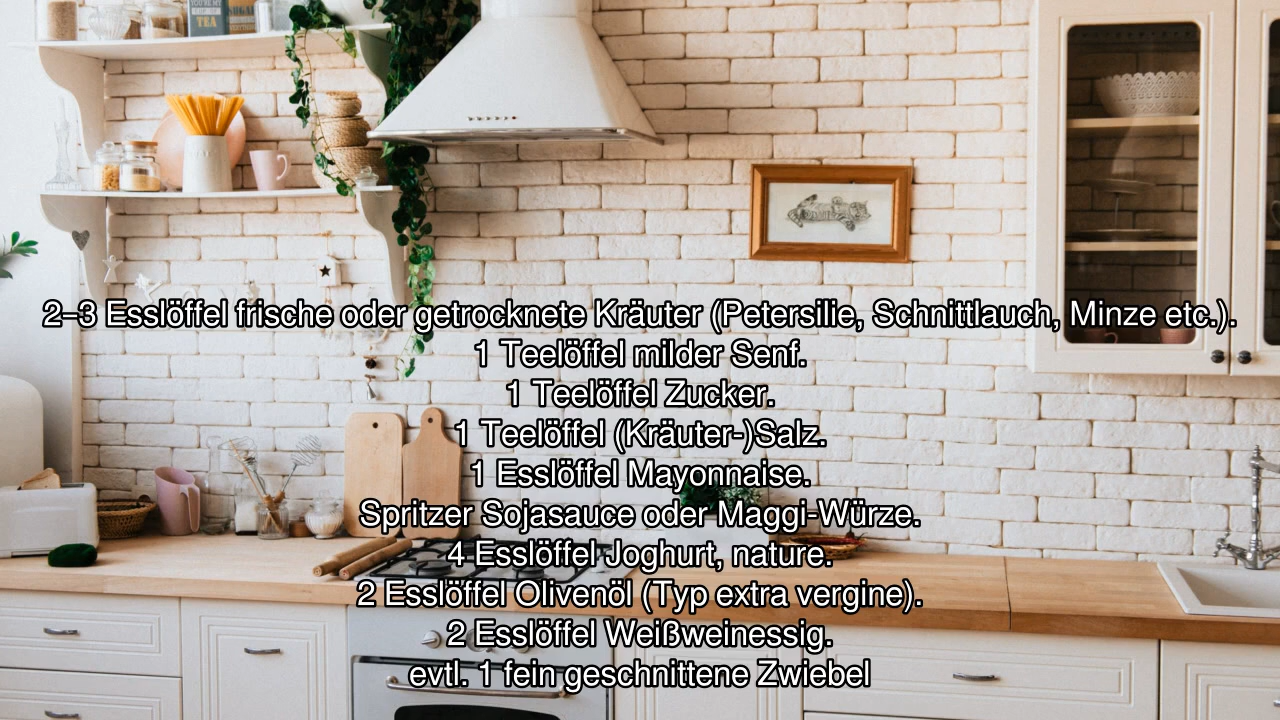 TEA
2–3 Esslöffel frische oder getrocknete Kräuter (Petersilie, Schnittlauch, Minze etc.).
1 Teelöffel milder Senf.
1 Teelöffel Zucker.
1 Teelöffel (Kräuter-)Salz.
1 Esslöffel Mayonnaise.
Spritzer Sojasauce oder Maggi-Würze.
4 Esslöffel Joghurt, nature.
2 Esslöffel Olivenöl (Typ extra vergine).
2 Esslöffel Weißweinessig.
evtl. 1 fein geschnittene Zwiebel